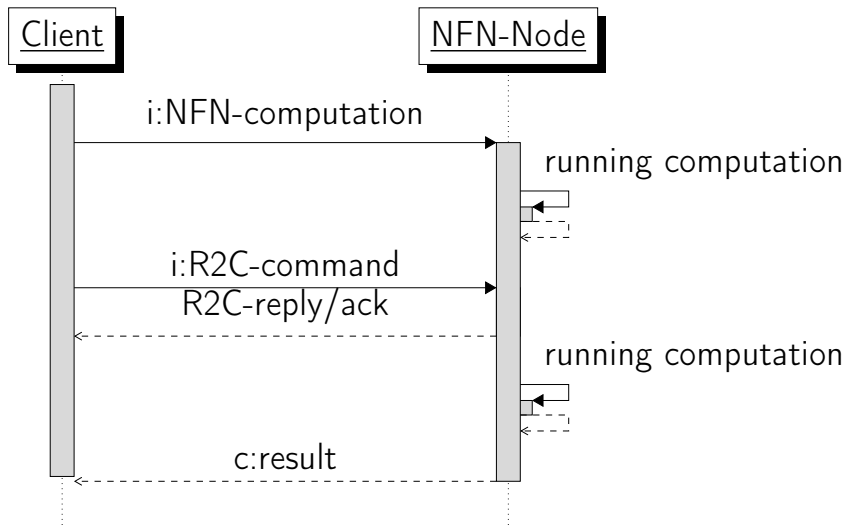 Client
NFN-Node
i:NFN-computation
running computation
i:R2C-command
R2C-reply/ack
running computation
c:result